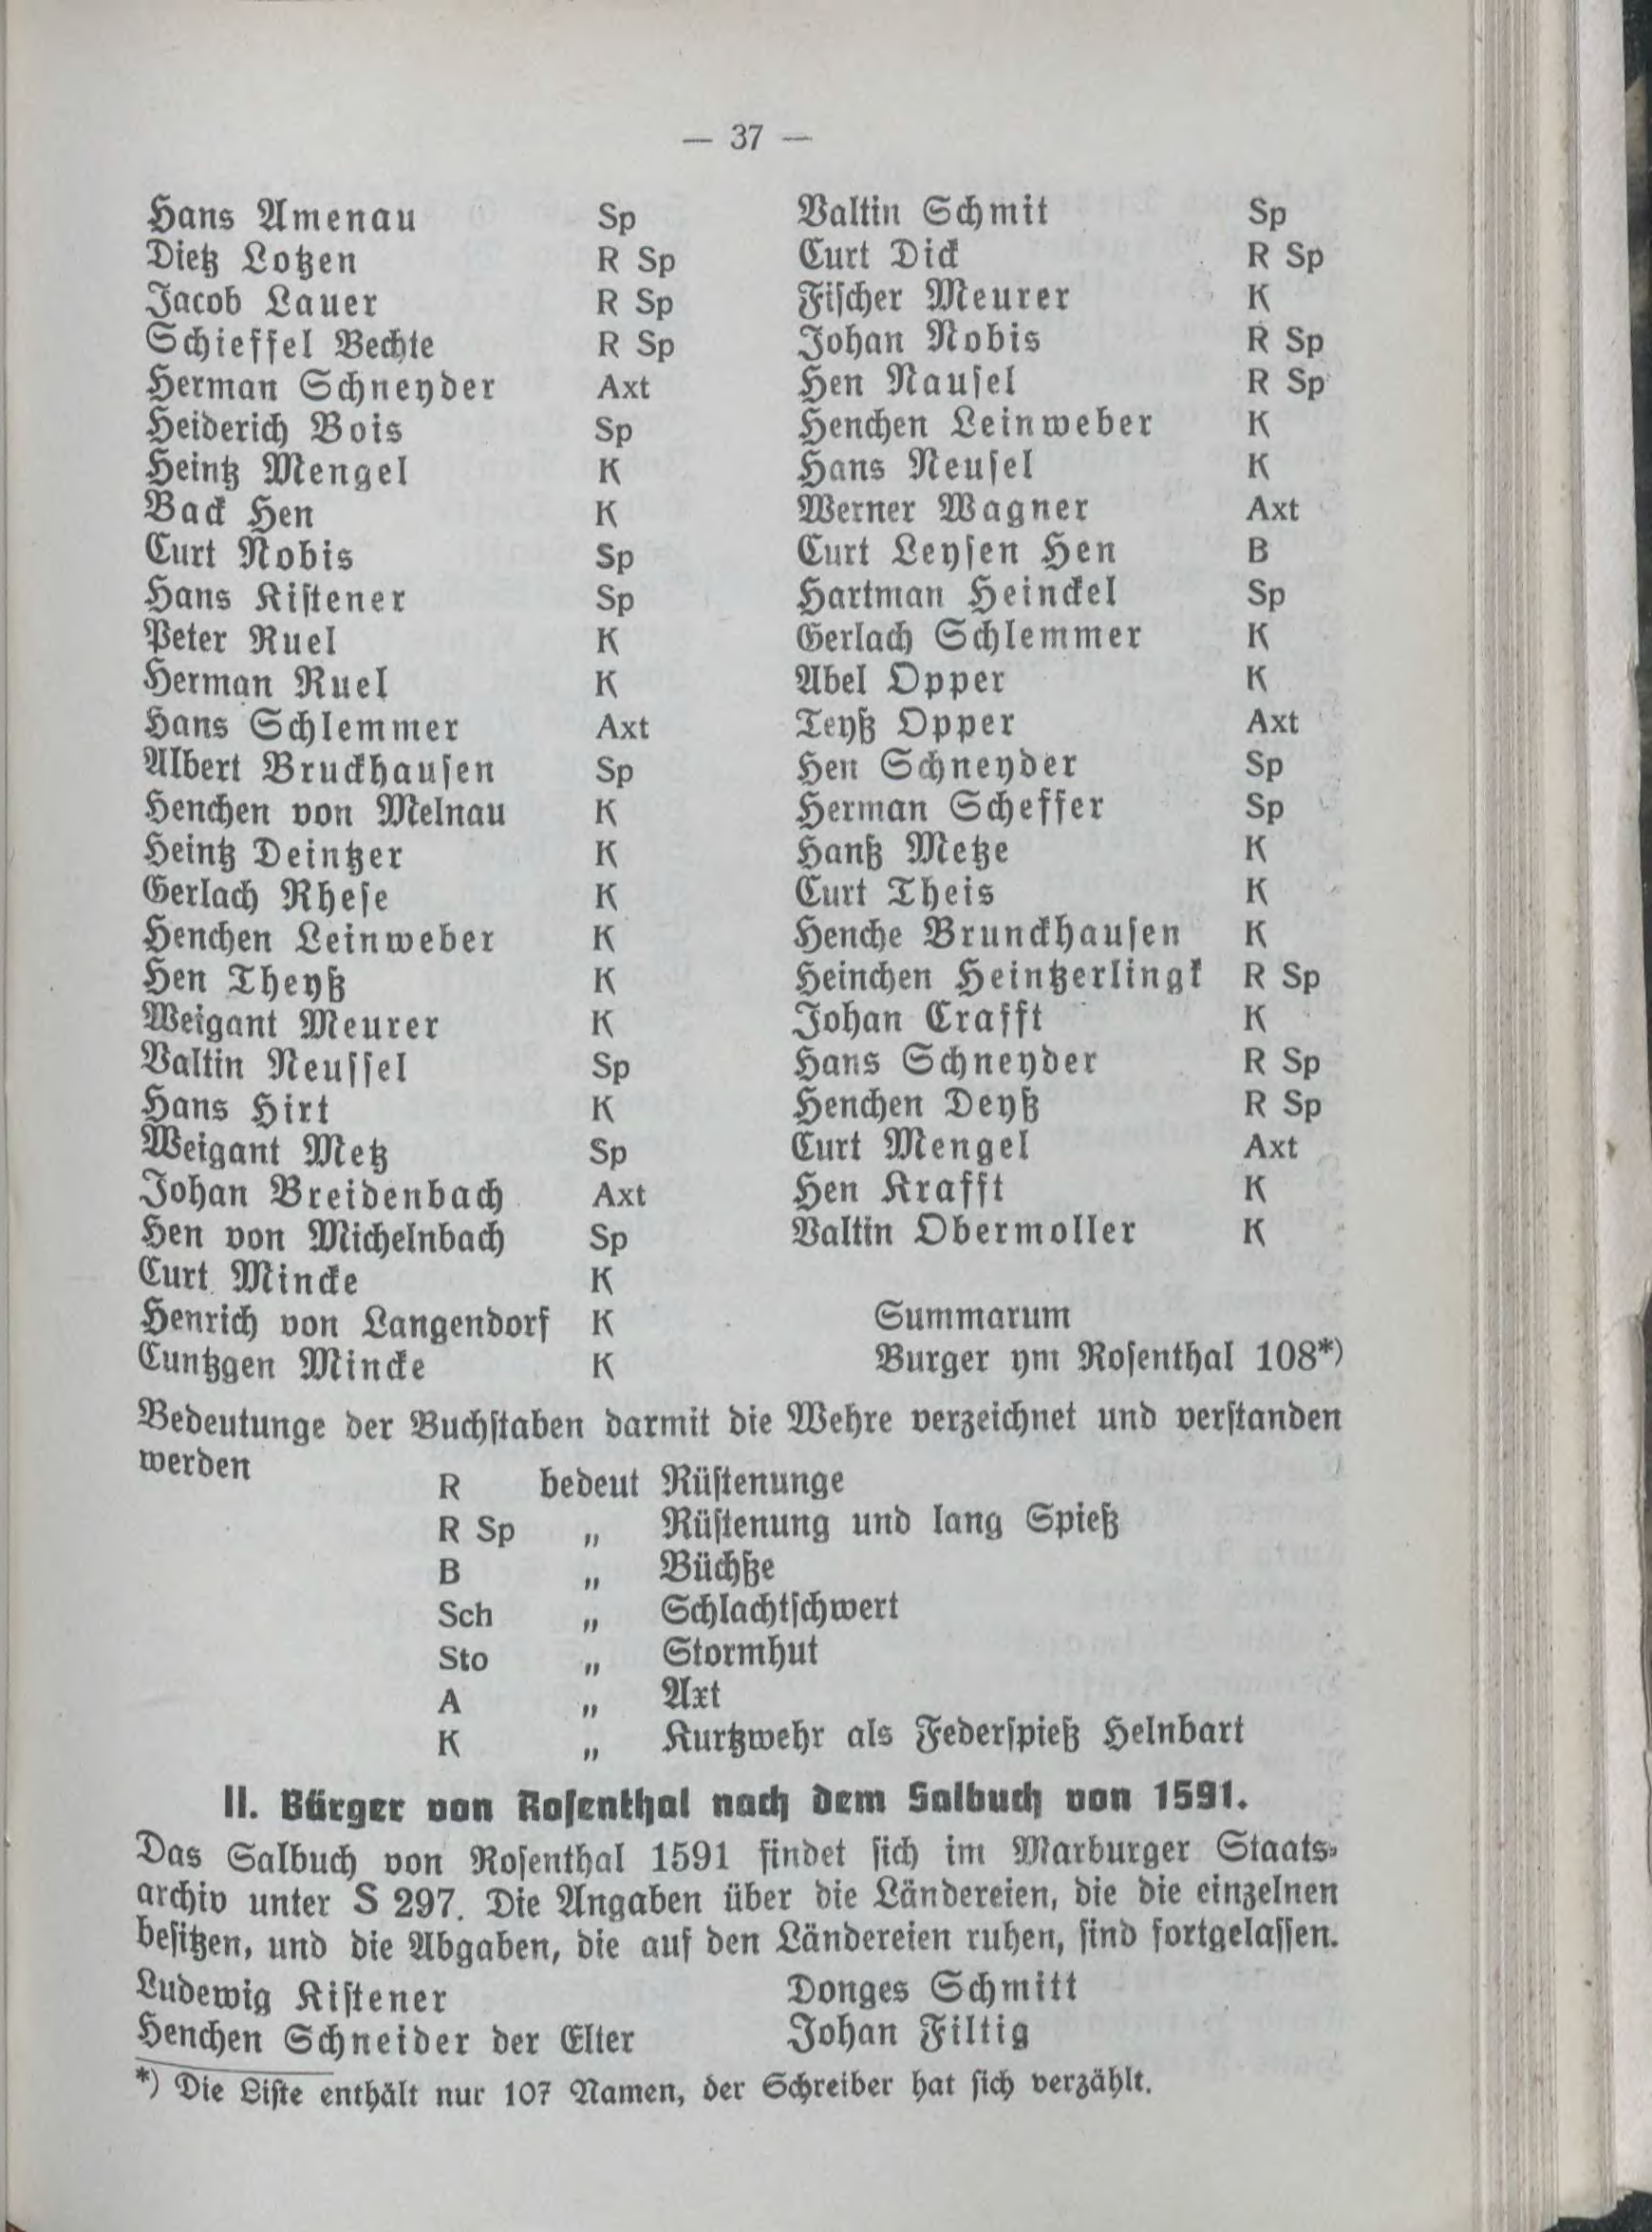 — 37 —
Hans Amenau Sp
Dietz Lotzen R Sp
Jacob Lauer R Sp
Schieffel Bechte R Sp
Herman Schneyder Axt
Heiderich Bois Sp
Heintz Mengel K
Back Hen K
Curt Nobis Sp
Hans Kistener Sp
Peter Ruel K
Herman Ruel K
Hans Schlemmer Axt
Albert Bruckhausen Sp
Henchen von Melnau K
Heintz Deintzer K
Gerlach Rhese K
Henchen Leinweber K
Hen Theyß K
Weigant Meurer K
Valtin Neussel Sp
Hans Hirt K
Weigant Metz Sp
Johan Breidenbach Axt
Hen von Michelnbach Sp
Curt Mincke K
Henrich von Langendorf K
Cuntzgen Mincke K
Valtin Schmit Sp
Curt Dick R Sp
Fischer Meurer K
Johan Nobis R Sp
Hen Nausel R Sp
Henchen Leinweber K
Hans Neusel K
Werner Wagner Axt
Curt Leysen Hen B
Hartman Heinckel Sp
Gerlach Schlemmer K
Abel Opper K
Teyß Opper Axt
Hen Schneyder Sp
Herman Scheffer Sp
Hanß Metze K
Curt Theis K
Henche Brunckhausen K
Heinchen Heintzerlingk R Sp
Johan Crafft K
Hans Schneyder R Sp
Henchen Deyß R Sp
Curt Mengel Axt
Hen Krafft K
Valtin Obermoller K
Summarum
Burger ym Rosenthal 108*)
Bedeutunge der Buchstaben darmit die Wehre verzeichnet und verstanden
werden
R bedeut Rüstenunge
R Sp „ Rüstenung und lang Spieß
B „ Büchße
Sch „ Schlachtschwert
Sto „ Stormhut
A „ Axt
K „ Kurtzwehr als Federspieß Helnbart
II. Bürger von Rosenthal nach dem Salbuch von 1591.
Das Salbuch von Rosenthal 1591 findet sich im Marburger Staats-
archiv unter S 297. Die Angaben über die Ländereien, die die einzelnen
besitzen, und die Abgaben, die auf den Ländereien ruhen, sind fortgelassen.
Ludewig Kistener
Henchen Schneider der Elter
Donges Schmitt
Johan Filtig
*) Die Liste enthält nur 107 Namen, der Schreiber hat sich verzählt.